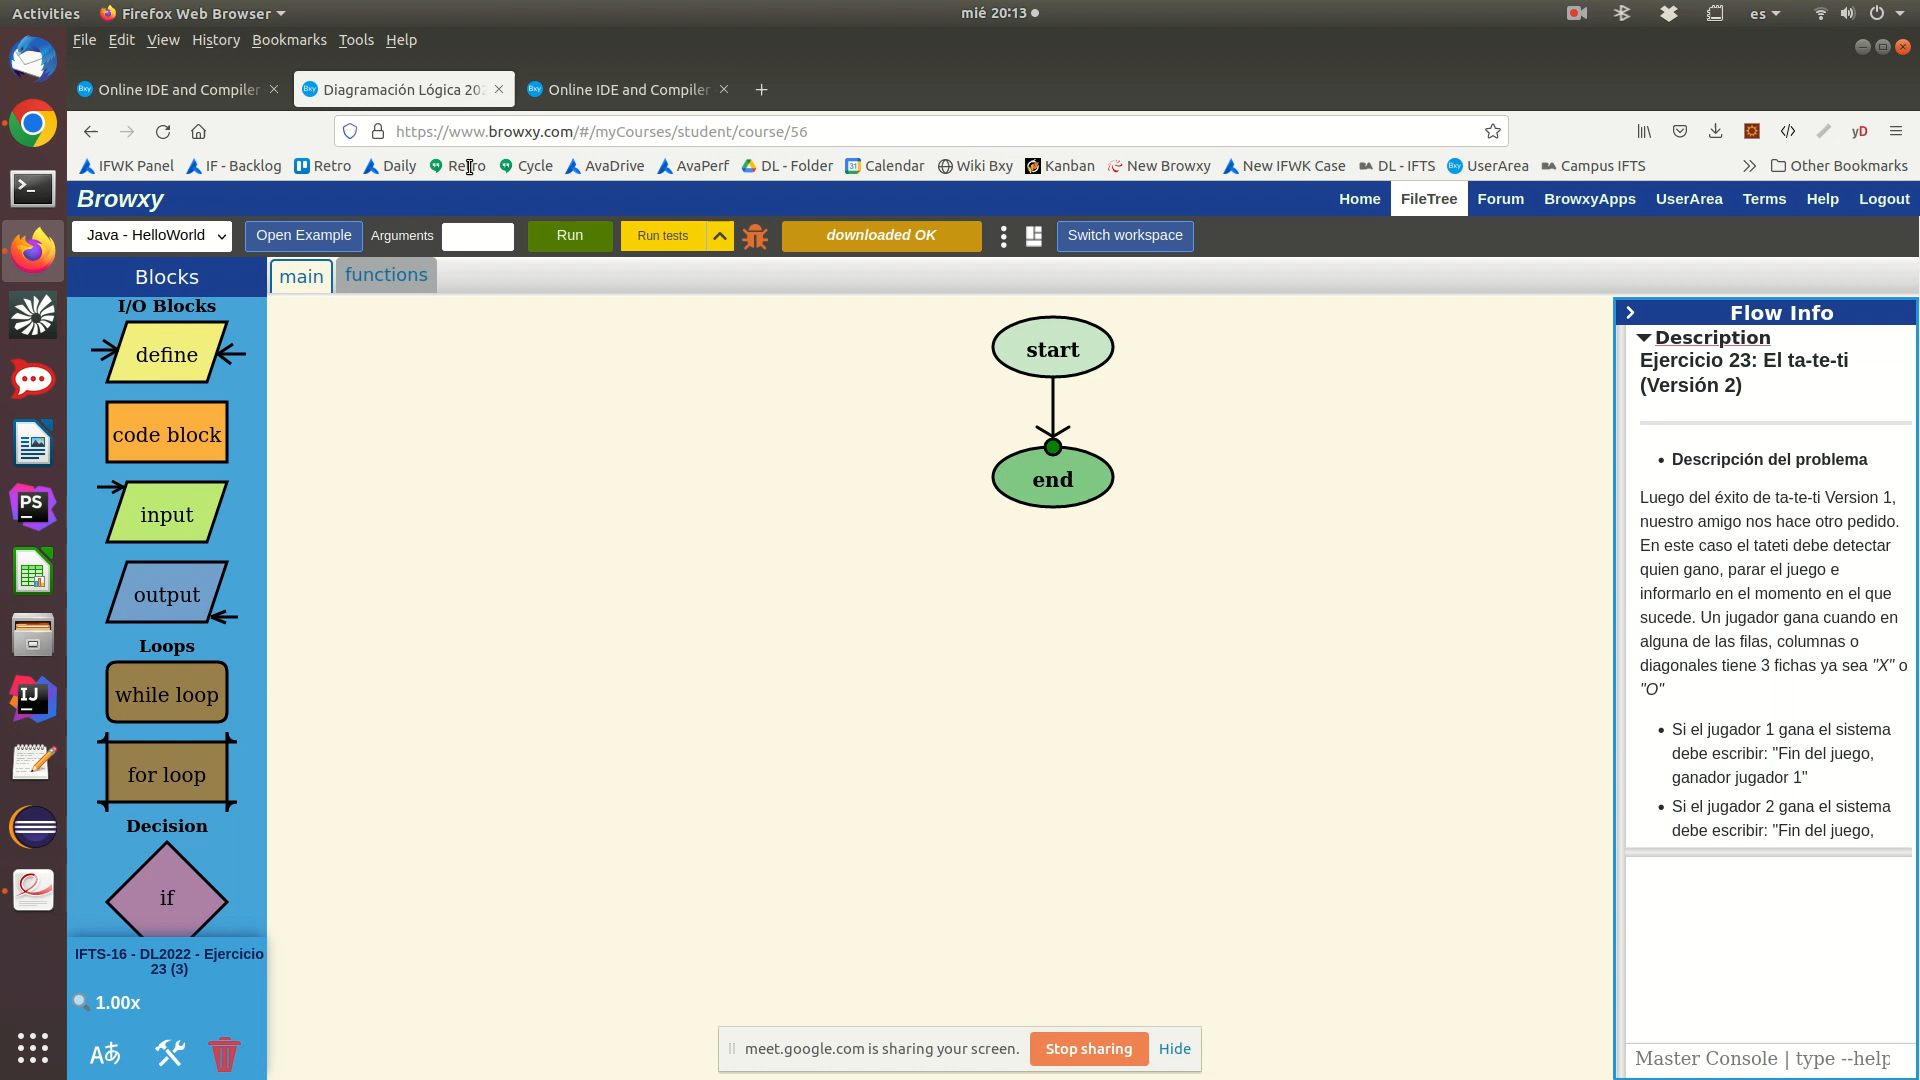 Activities Firefox Web Browser mié 20:13 es
File Edit View History Bookmarks Tools Help
Online IDE and Compiler Diagramación Lógica 20 Online IDE and Compiler
https://www.browxy.com/#/myCourses/student/course/56 yD
IFWK Panel IF - Backlog Retro Daily Retro Cycle AvaDrive AvaPerf DL - Folder Calendar Wiki Bxy Kanban New Browxy New IFWK Case BA DL - IFTS UserArea BA Campus IFTS Other Bookmarks
Browxy Home FileTree Forum BrowxyApps UserArea Terms Help Logout
Java - HelloWorld Open Example Arguments Run Run tests downloaded OK Switch workspace
Blocks main functions
I/O Blocks
define
code block
input
output
Loops
while loop
for loop
Decision
if
IFTS-16 - DL2022 - Ejercicio
23 (3)
1.00x
start
end
Flow Info
Description
Ejercicio 23: El ta-te-ti
(Versión 2)
• Descripción del problema
Luego del éxito de ta-te-ti Version 1,
nuestro amigo nos hace otro pedido.
En este caso el tateti debe detectar
quien gano, parar el juego e
informarlo en el momento en el que
sucede. Un jugador gana cuando en
alguna de las filas, columnas o
diagonales tiene 3 fichas ya sea "X" o
"O"
• Si el jugador 1 gana el sistema
debe escribir: "Fin del juego,
ganador jugador 1"
• Si el jugador 2 gana el sistema
debe escribir: "Fin del juego,
Master Console | type --help
meet.google.com is sharing your screen. Stop sharing Hide
PS
IJ
Aあ